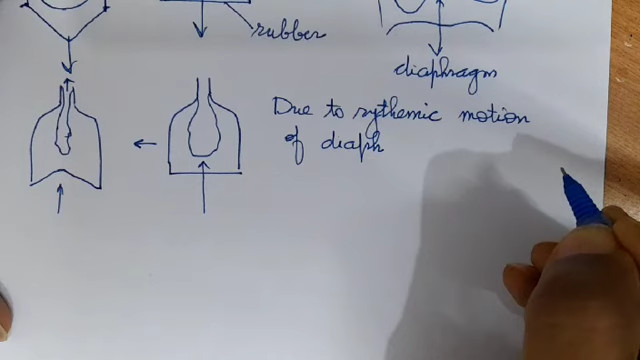 rubber
diaphragm
Due to rythemic motion
of diaph